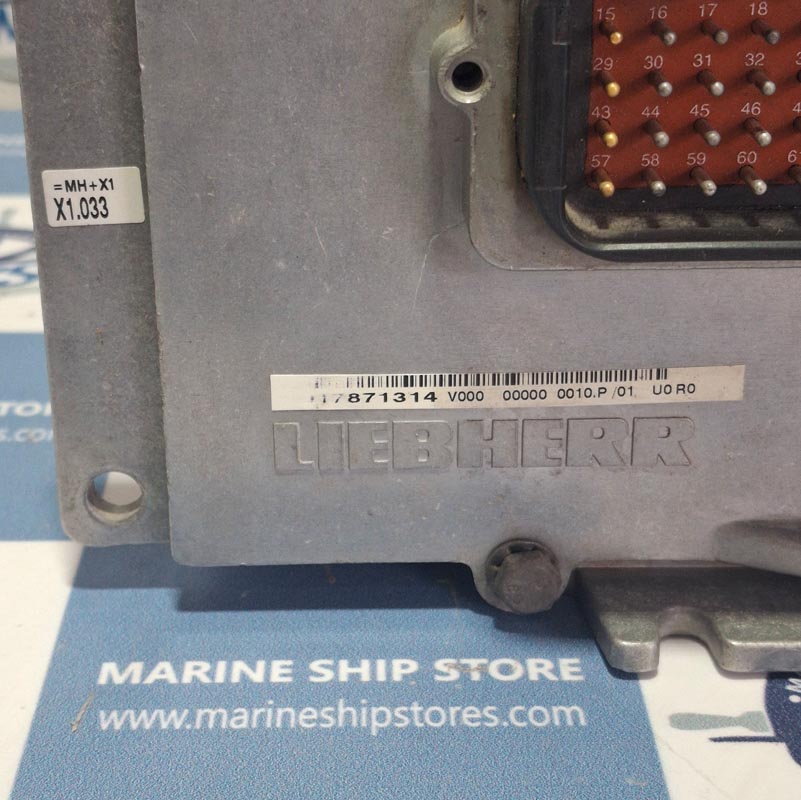 15 16 17 18
29 30 31 32
43 44 45 46
57 58 59 60
=MH+X1
X1.033
17871314 V000 00000 0010.P /01 U0 R0
LIEBHERR
MARINE SHIP STORE
www.marineshipstores.com